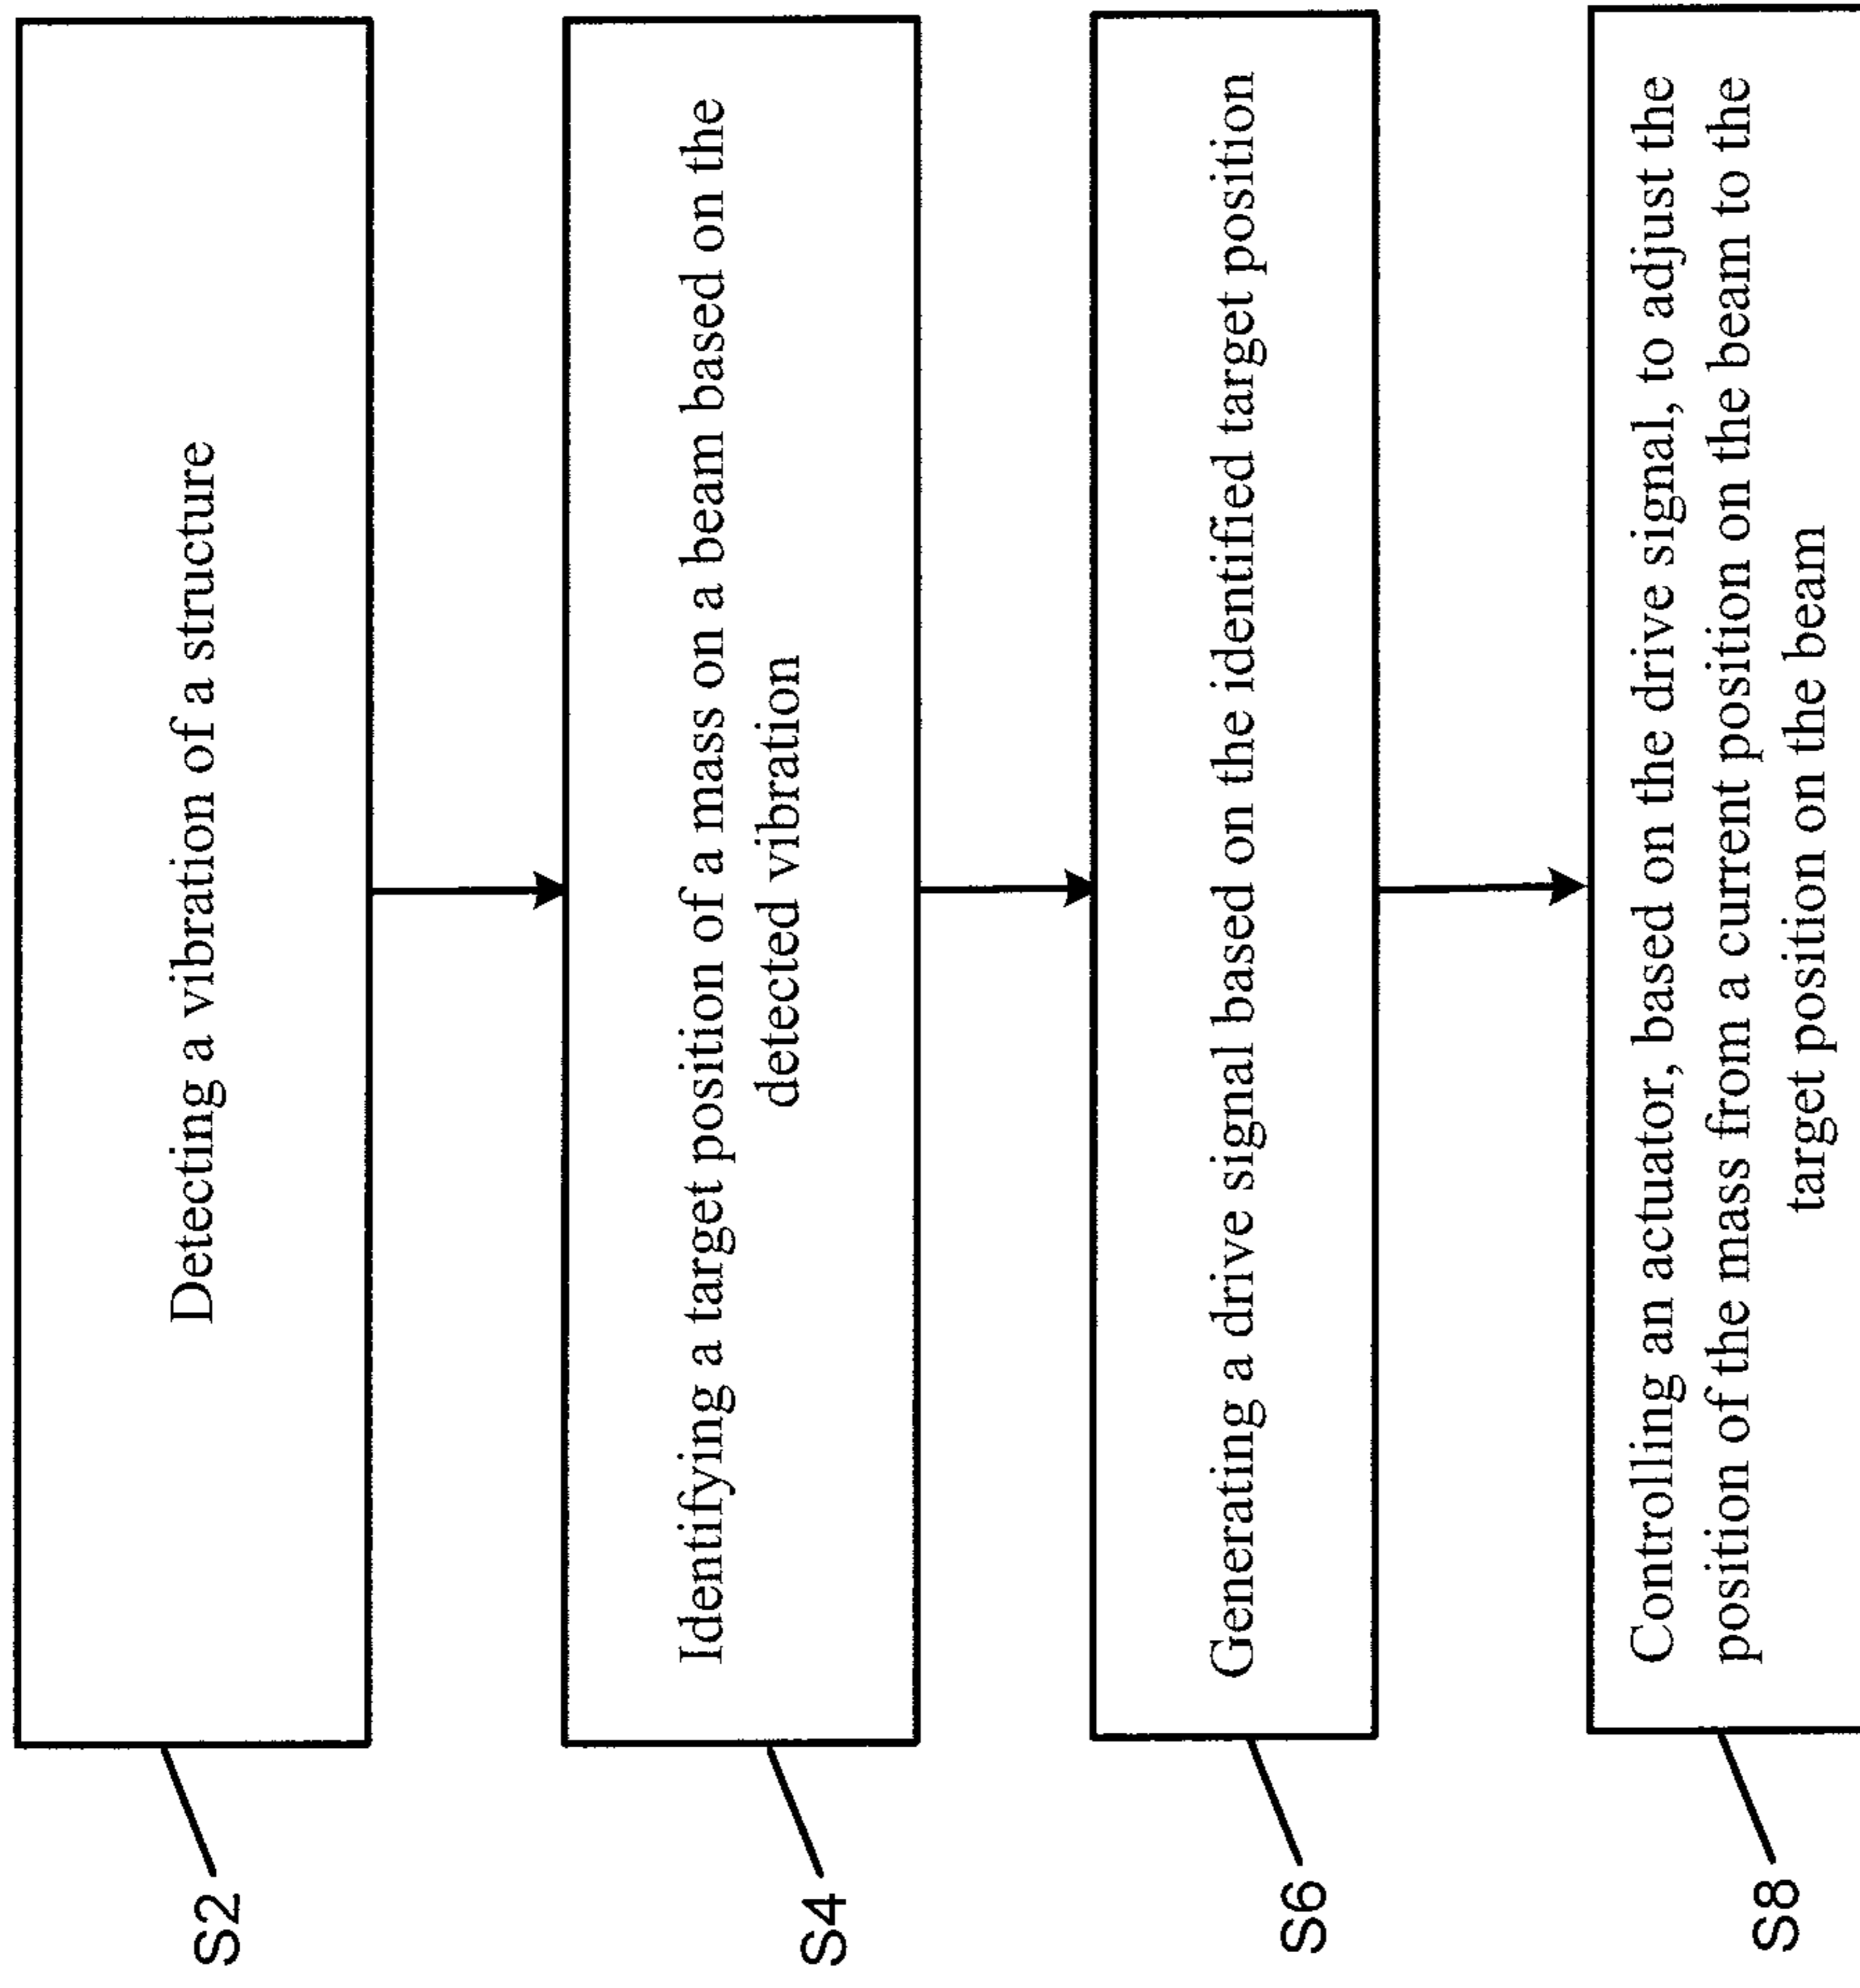 S2
Detecting a vibration of a structure
S4
Identifying a target position of a mass on a beam based on the
detected vibration
S6
Generating a drive signal based on the identified target position
S8
Controlling an actuator, based on the drive signal, to adjust the
position of the mass from a current position on the beam to the
target position on the beam